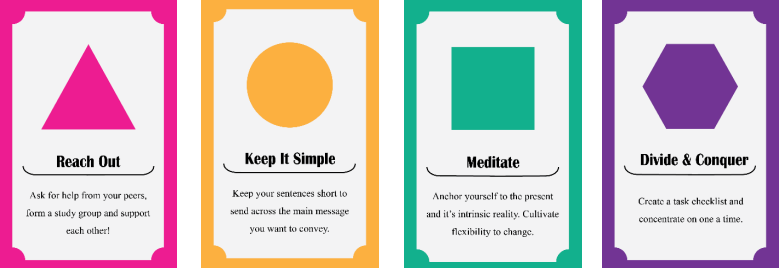 Reach Out
Ask for help from your peers,
form a study group and support
each other!
Keep It Simple
Keep your sentences short to
send across the main message
you want to convey.
Meditate
Anchor yourself to the present
and it's intrinsic reality. Cultivate
flexibility to change.
Divide & Conquer
Create a task checklist and
concentrate on one a time.